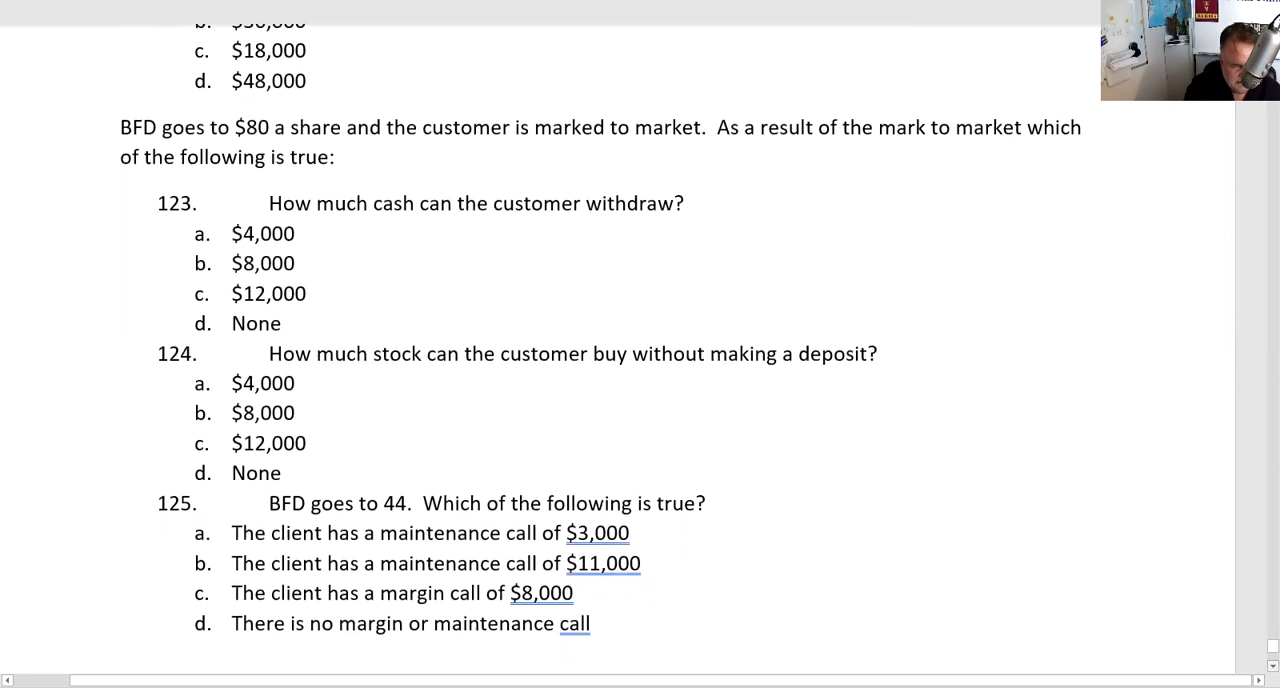 c. $18,000
d. $48,000
BFD goes to $80 a share and the customer is marked to market. As a result of the mark to market which
of the following is true:
123. How much cash can the customer withdraw?
a. $4,000
b. $8,000
c. $12,000
d. None
124. How much stock can the customer buy without making a deposit?
a. $4,000
b. $8,000
c. $12,000
d. None
125. BFD goes to 44. Which of the following is true?
a. The client has a maintenance call of $3,000
b. The client has a maintenance call of $11,000
c. The client has a margin call of $8,000
d. There is no margin or maintenance call